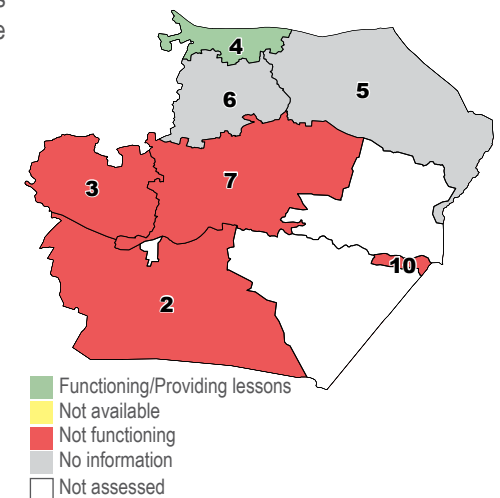 4
5
6
7
3
10
2
Functioning/Providing lessons
Not available
Not functioning
No information
Not assessed